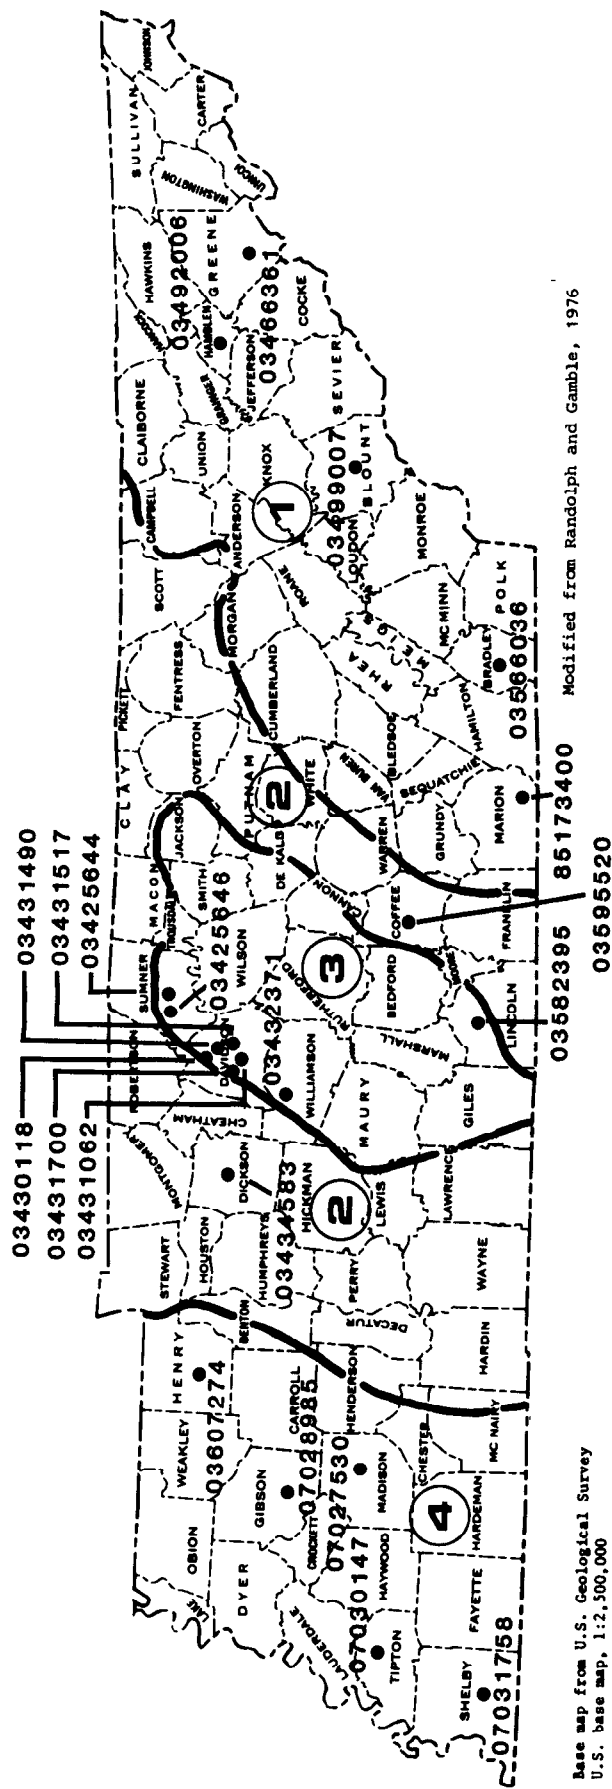 03430118
03431700
03431062
03431490
03431517
03425644
STEWART
MONTGOMERY
ROBERTSON
SUMNER
MACON
CLAY
PICKETT
SCOTT
CAMPBELL
CLAIBORNE
HANCOCK
HAWKINS
SULLIVAN
JOHNSON
LAKE
OBION
WEAKLEY
HENRY
HOUSTON
DICKSON
CHEATHAM
DAVIDSON
TROUSDALE
SMITH
JACKSON
OVERTON
FENTRESS
MORGAN
ANDERSON
UNION
GRAINGER
HAMBLEN
GREENE
WASHINGTON
UNICOI
CARTER
03607274
03425646
WILSON
PUTNAM
03492006
DYER
GIBSON
CARROLL
BENTON
HUMPHREYS
HICKMAN
WILLIAMSON
RUTHERFORD
CANNON
DE KALB
WHITE
CUMBERLAND
ROANE
KNOX
JEFFERSON
COCKE
03434583
03432371
03466361
2
1
07028985
LAUDERDALE
CROCKETT
HENDERSON
DECATUR
PERRY
2
3
VAN BUREN
BLEDSOE
RHEA
MEIGS
LOUDON
BLOUNT
SEVIER
03499007
07030147
07027530
TIPTON
HAYWOOD
MADISON
CHESTER
LEWIS
MAURY
MARSHALL
BEDFORD
COFFEE
WARREN
GRUNDY
SEQUATCHIE
HAMILTON
MC MINN
MONROE
4
SHELBY
FAYETTE
HARDEMAN
MC NAIRY
HARDIN
WAYNE
LAWRENCE
GILES
LINCOLN
MOORE
FRANKLIN
MARION
BRADLEY
POLK
07031758
03566036
03582395
85173400
03595520
Modified from Randolph and Gamble, 1976
Base map from U.S. Geological Survey
U.S. base map, 1:2,500,000